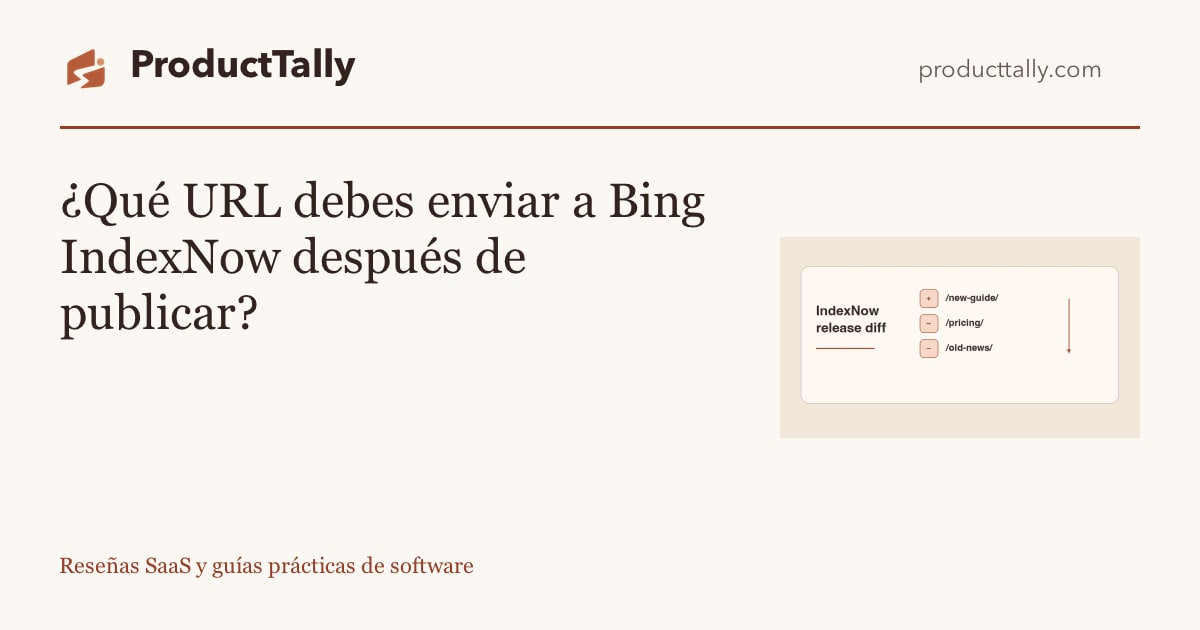 ProductTally
producttally.com
¿Qué URL debes enviar a Bing
IndexNow después de
publicar?
IndexNow
release diff
+ /new-guide/
~ /pricing/
− /old-news/
Reseñas SaaS y guías prácticas de software